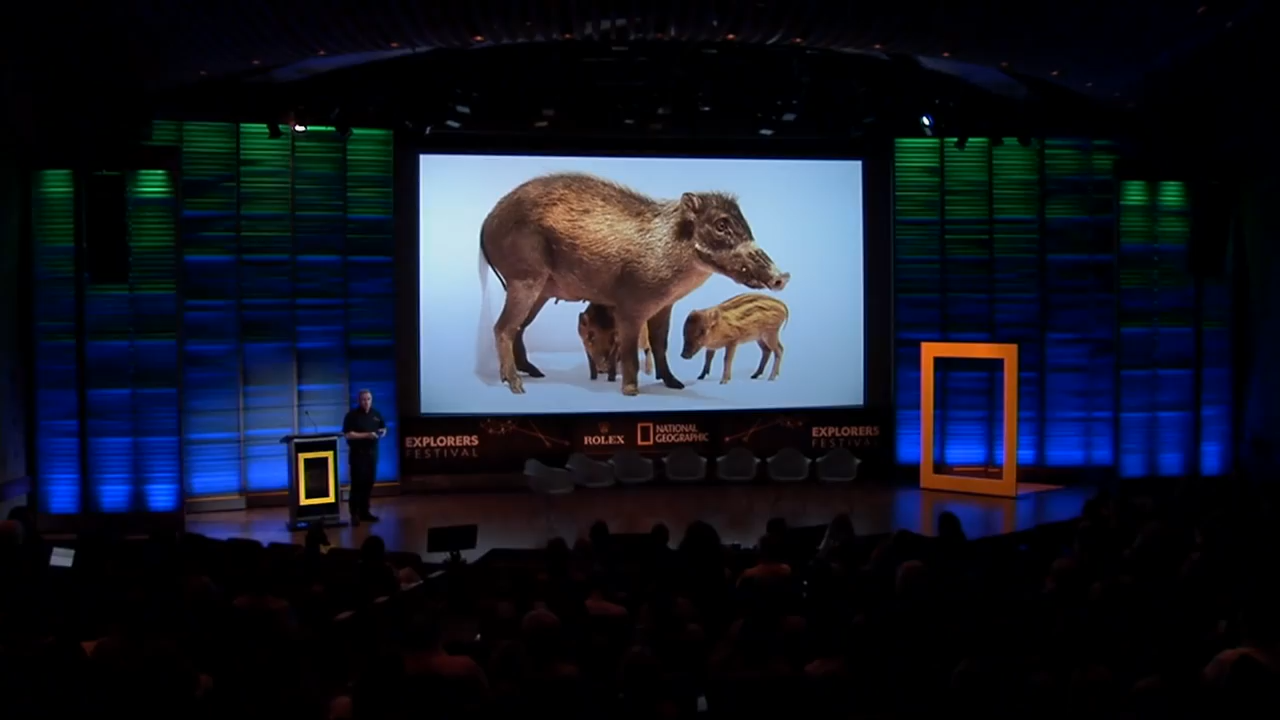 EXPLORERS
FESTIVAL
ROLEX
NATIONAL
GEOGRAPHIC
EXPLORERS
FESTIVAL